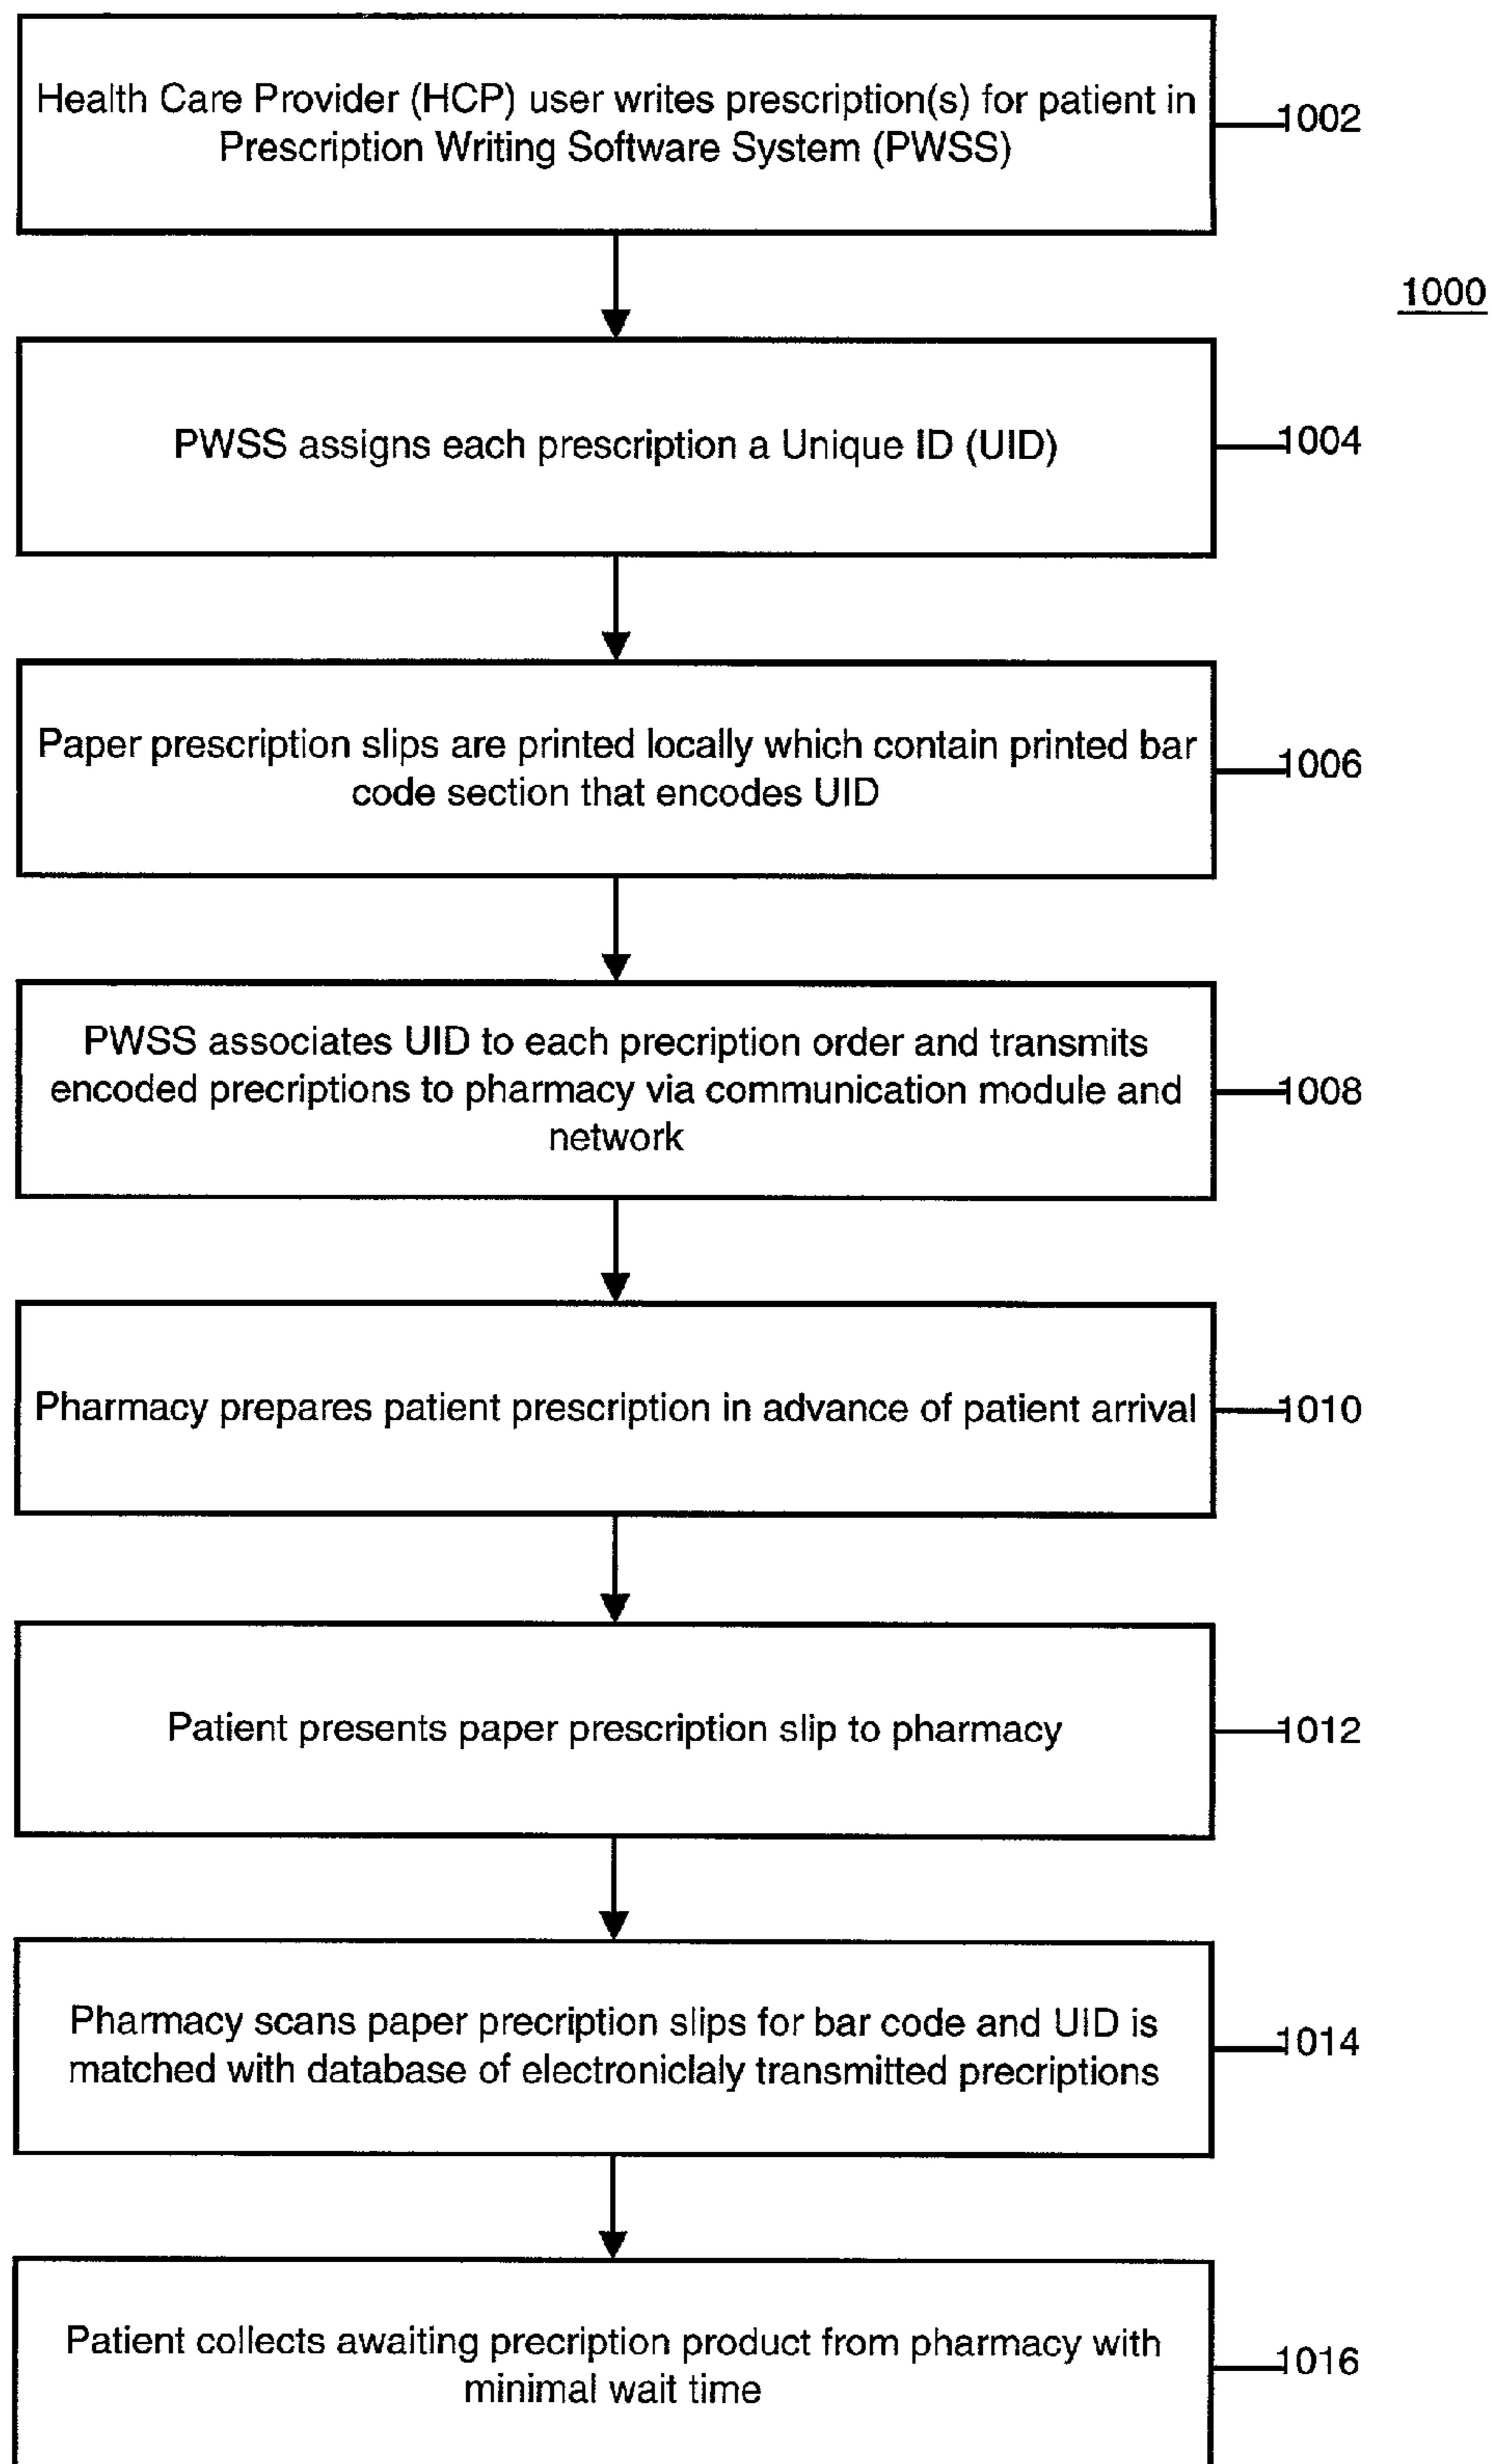 Health Care Provider (HCP) user writes prescription(s) for patient in
Prescription Writing Software System (PWSS)
1002
1000
PWSS assigns each prescription a Unique ID (UID)
1004
Paper prescription slips are printed locally which contain printed bar
code section that encodes UID
1006
PWSS associates UID to each precription order and transmits
encoded precriptions to pharmacy via communication module and
network
1008
Pharmacy prepares patient prescription in advance of patient arrival
1010
Patient presents paper prescription slip to pharmacy
1012
Pharmacy scans paper precription slips for bar code and UID is
matched with database of electroniclaly transmitted precriptions
1014
Patient collects awaiting precription product from pharmacy with
minimal wait time
1016